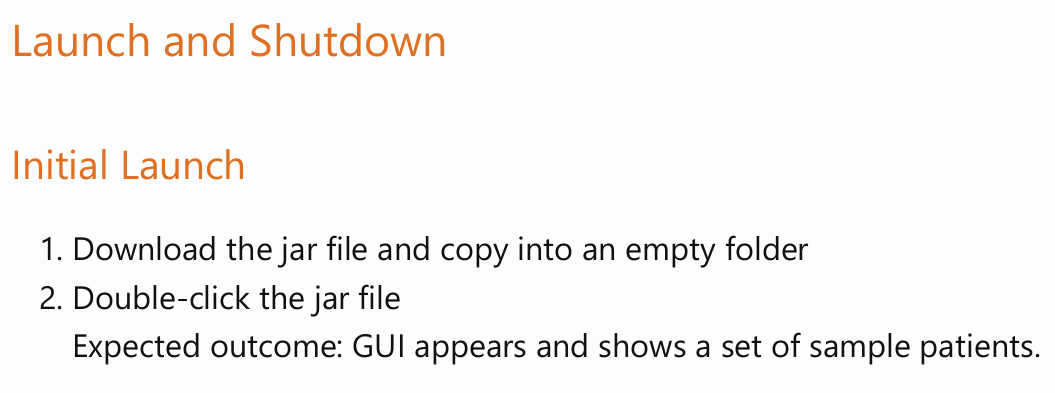 Launch and Shutdown
Initial Launch
1. Download the jar file and copy into an empty folder
2. Double-click the jar file
Expected outcome: GUI appears and shows a set of sample patients.